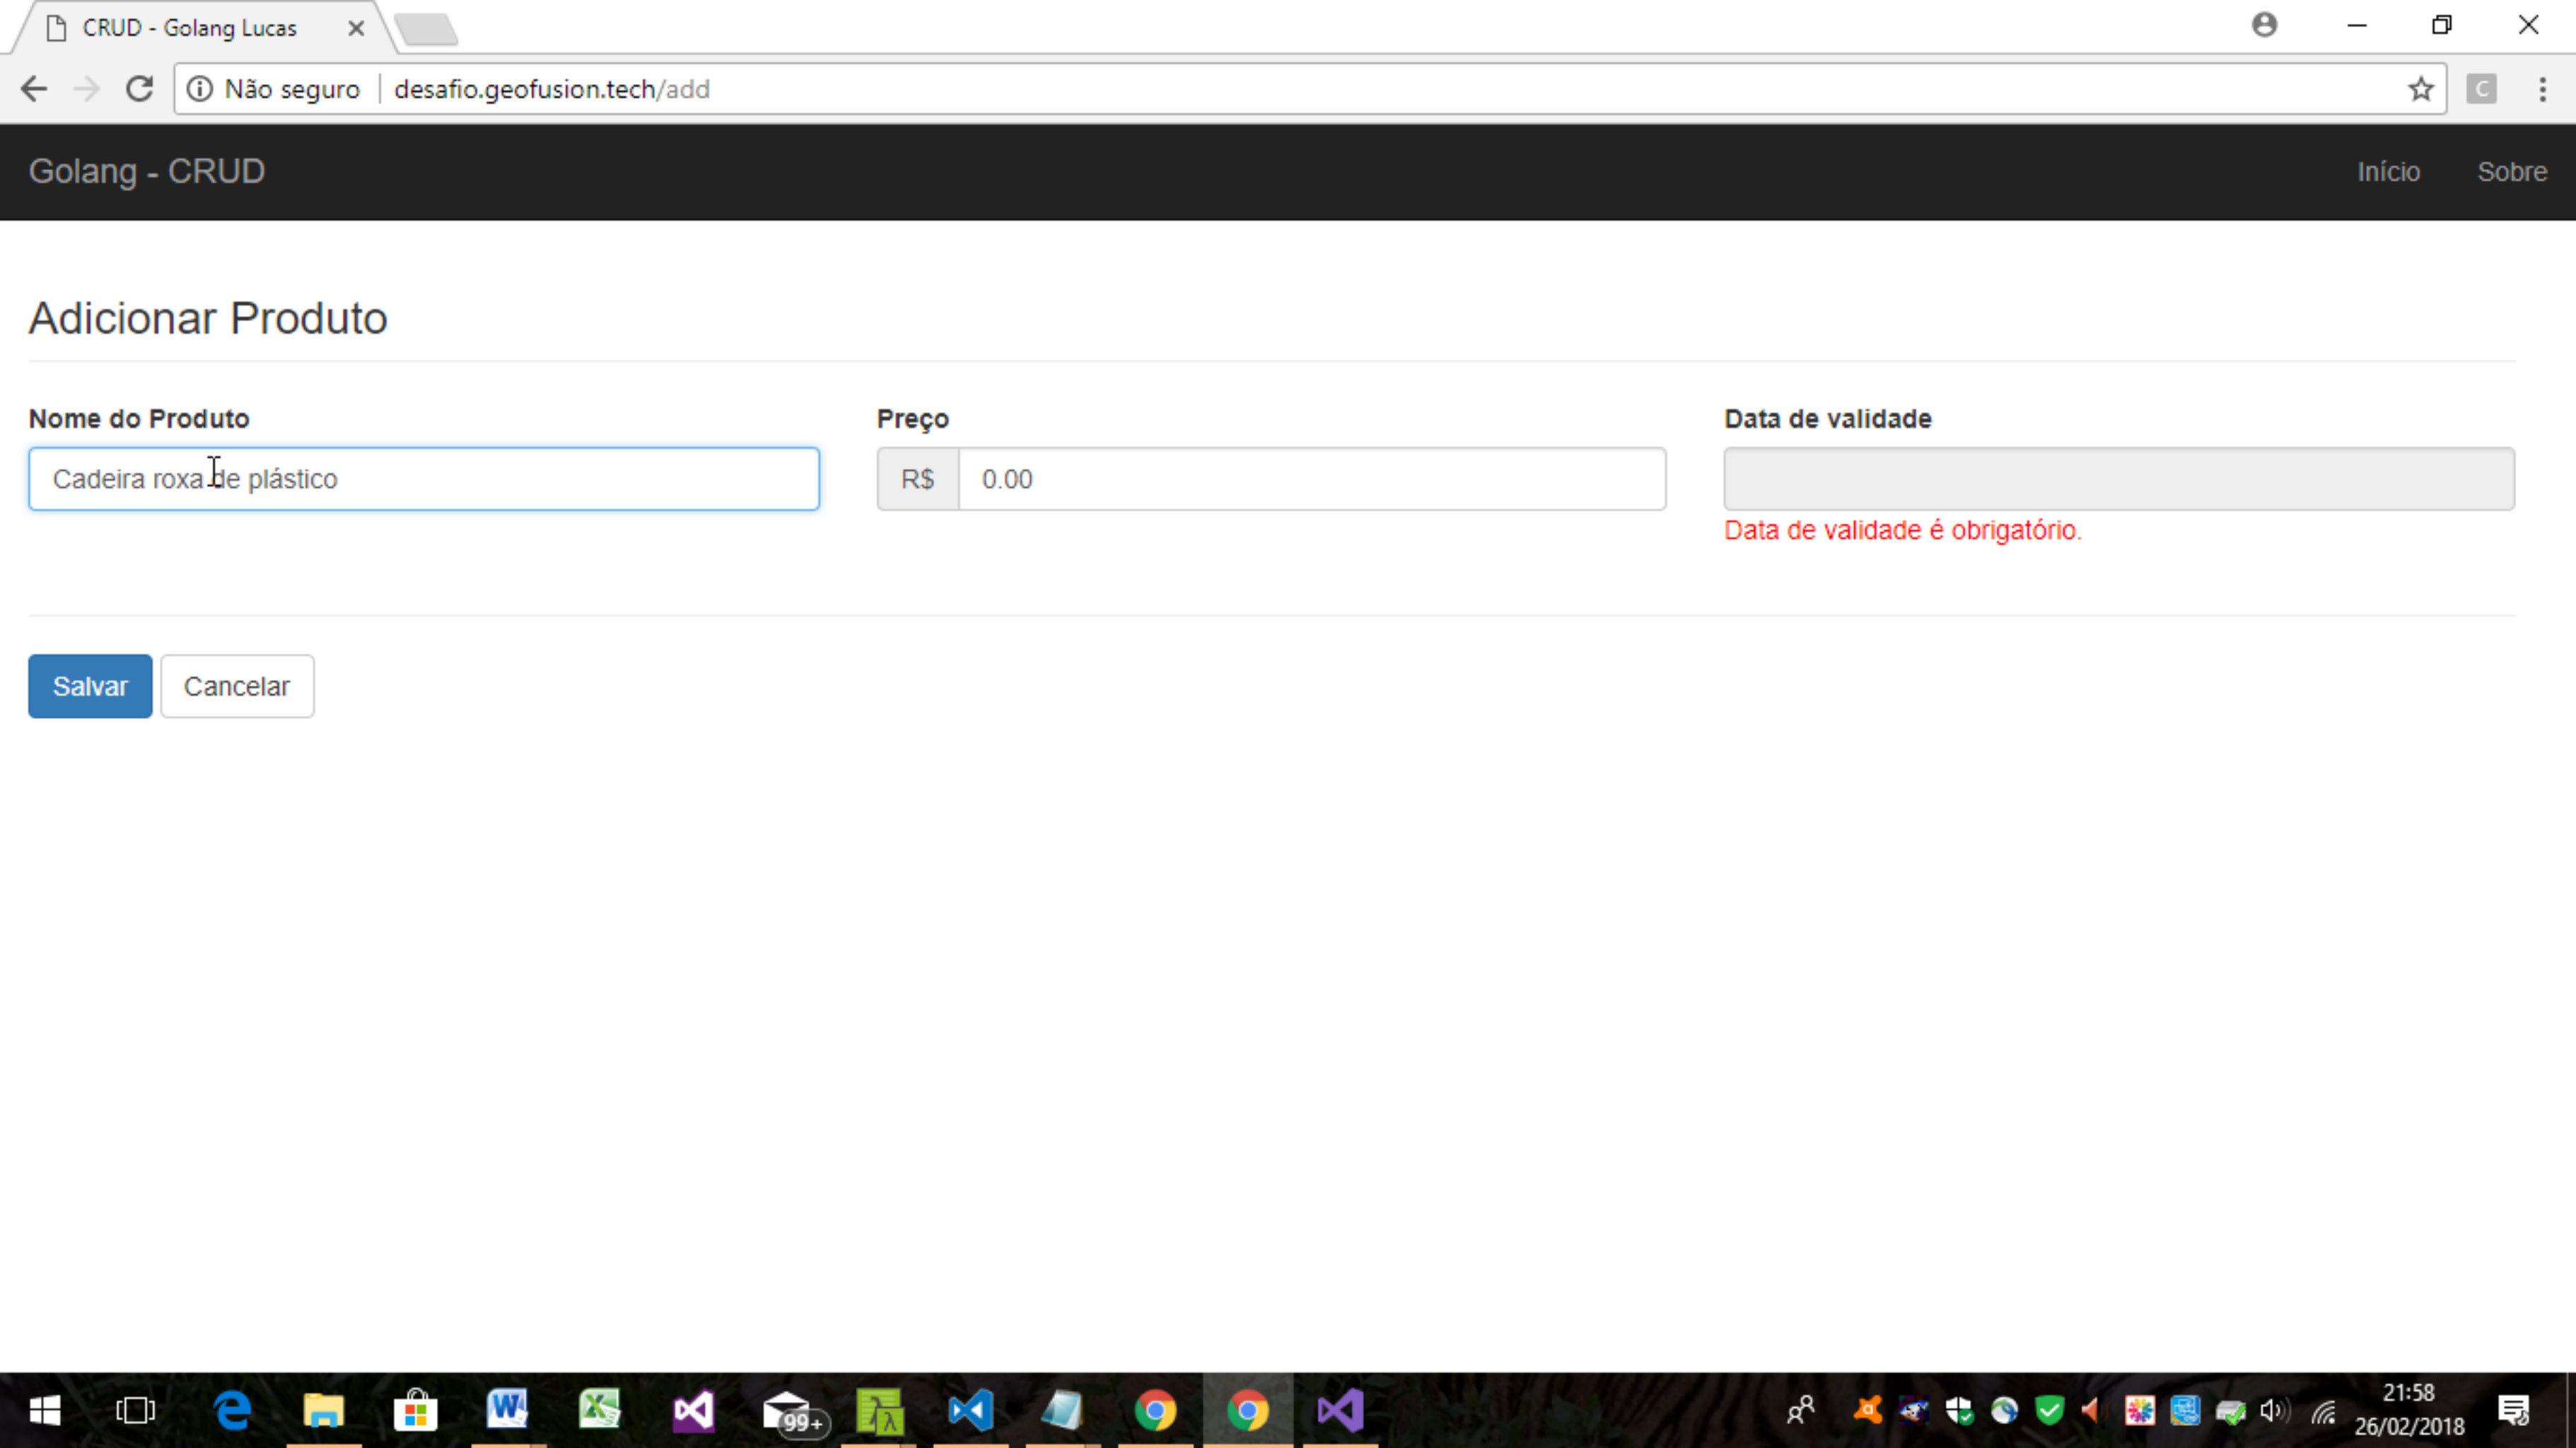 CRUD - Golang Lucas
Não seguro desafio.geofusion.tech/add
C
Golang - CRUD Início Sobre
Adicionar Produto
Nome do Produto Preço Data de validade
Cadeira roxa de plástico R$ 0.00
Data de validade é obrigatório.
Salvar Cancelar
99+
21:58
26/02/2018